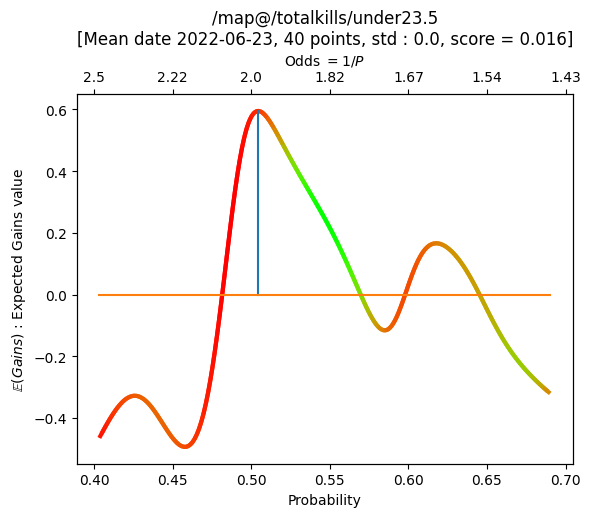 /map@/totalkills/under23.5
[Mean date 2022-06-23, 40 points, std : 0.0, score = 0.016]
Odds = 1/P
2.5 2.22 2.0 1.82 1.67 1.54 1.43
0.6
0.4
0.2
0.0
−0.2
−0.4
𝔼(Gains) : Expected Gains value
0.40 0.45 0.50 0.55 0.60 0.65 0.70
Probability